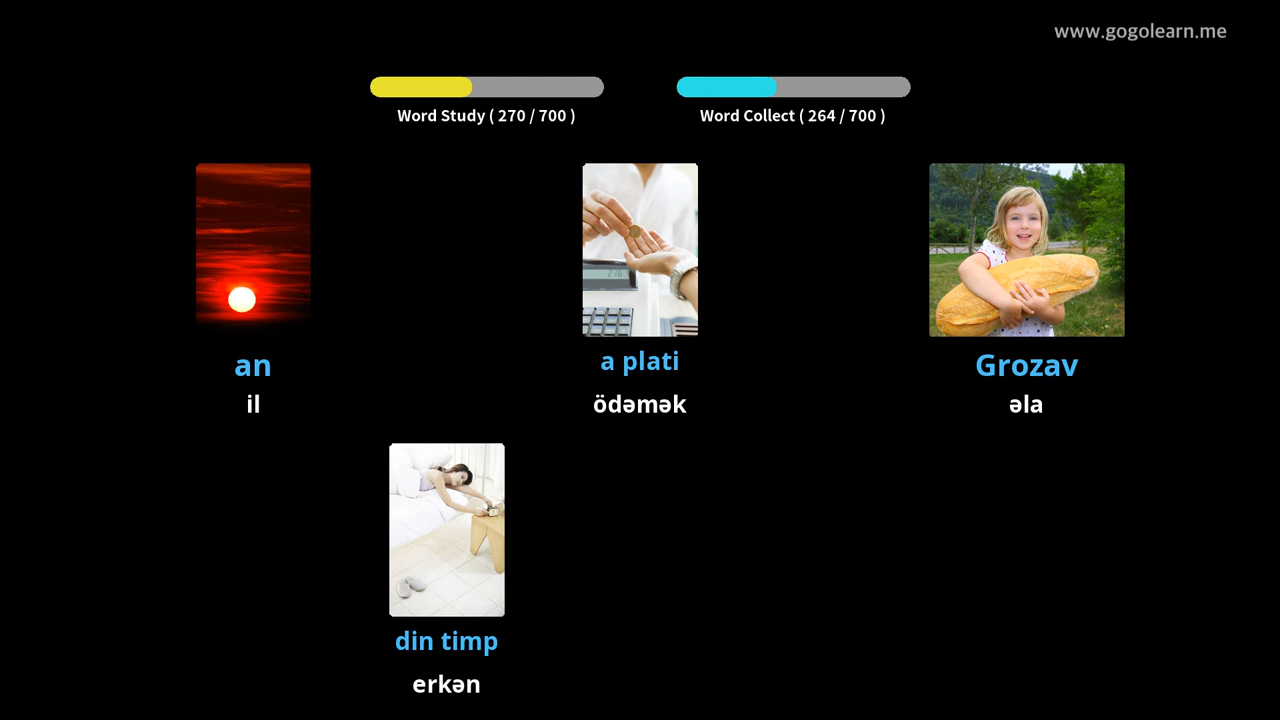 www.gogolearn.me
Word Study ( 270 / 700 )
Word Collect ( 264 / 700 )
an
il
a plati
ödəmək
Grozav
əla
din timp
erkən